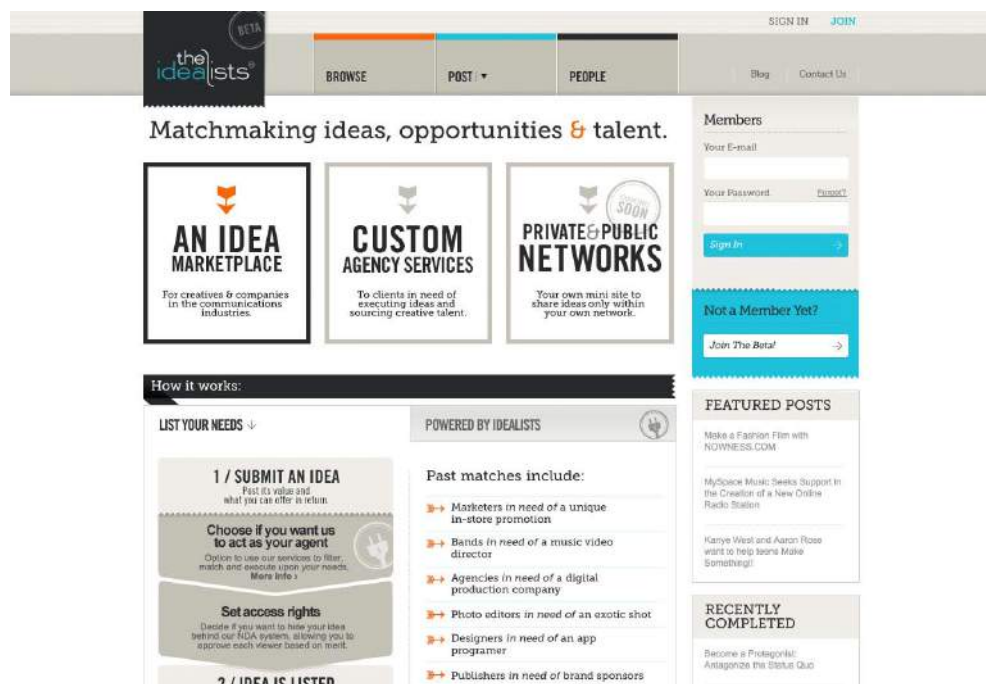 SIGN IN JOIN
BETA
the
idealists®
BROWSE
POST
PEOPLE
Blog
Contact Us
Matchmaking ideas, opportunities & talent.
AN IDEA
MARKETPLACE
For creatives & companies
in the communications
industries.
CUSTOM
AGENCY SERVICES
To clients in need of
executing ideas and
sourcing creative talent.
SOON
PRIVATE & PUBLIC
NETWORKS
Your own mini site to
share ideas only within
your own network.
Members
Your E-mail
Your Password
Forgot?
Sign In
Not a Member Yet?
Join The Beta!
How it works:
LIST YOUR NEEDS
POWERED BY IDEALISTS
1 / SUBMIT AN IDEA
Post its value and
what you can offer in return.
Choose if you want us
to act as your agent
Option to use our services to filter,
match and execute upon your needs.
More Info ›
Set access rights
Decide if you want to hide your idea
behind our NDA system, allowing you to
approve each viewer based on merit.
2 / IDEA IS LISTED
Past matches include:
Marketers in need of a unique
in-store promotion
Bands in need of a music video
director
Agencies in need of a digital
production company
Photo editors in need of an exotic shot
Designers in need of an app
programer
Publishers in need of brand sponsors
FEATURED POSTS
Make a Fashion Film with
NOWNESS.COM
MySpace Music Seeks Support in
the Creation of a New Online
Radio Station
Kanye West and Aaron Rose
want to help teens Make
Something!!
RECENTLY
COMPLETED
Become a Protagonist:
Antagonize the Status Quo